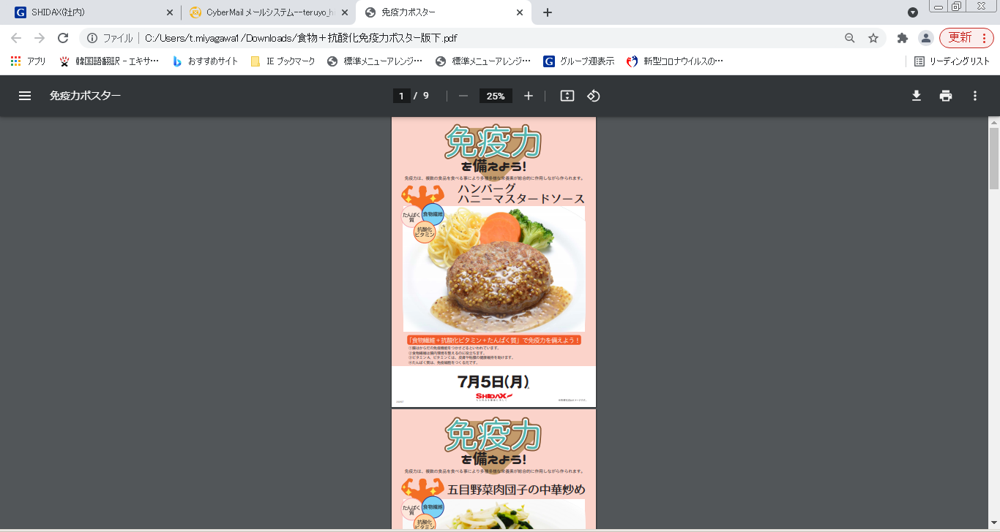 SHIDAX(社内)
CyberMail メールシステム--teruyo_h
免疫力ポスター
ファイル
C:/Users/t.miyagawa1/Downloads/食物＋抗酸化免疫力ポスター版下.pdf
更新
アプリ
韓国語翻訳 - エキサ…
おすすめサイト
IE ブックマーク
標準メニューアレンジ…
標準メニューアレンジ…
グループ週表示
新型コロナウイルスの…
リーディング リスト
免疫力ポスター
1 / 9
25%
免疫力
を備えよう!
免疫力は、複数の食品を食べる事により多種多様な栄養素が総合的に作用しながら作られます。
ハンバーグ
ハニーマスタードソース
たんぱく
質
食物繊維
抗酸化
ビタミン
「食物繊維＋抗酸化ビタミン＋たんぱく質」で免疫力を備えよう！
①腸はからだの免疫機能をつかさどるといわれています。
②食物繊維は腸内環境を整えるのに役立ちます。
③ビタミンA、ビタミンCは、皮膚や粘膜の健康維持を助けます。
④たんぱく質は、免疫細胞をつくる元です。
7月5日(月)
SHIDAX
免疫力
を備えよう!
免疫力は、複数の食品を食べる事により多種多様な栄養素が総合的に作用しながら作られます。
五目野菜肉団子の中華炒め
たんぱく
質
食物繊維
抗酸化